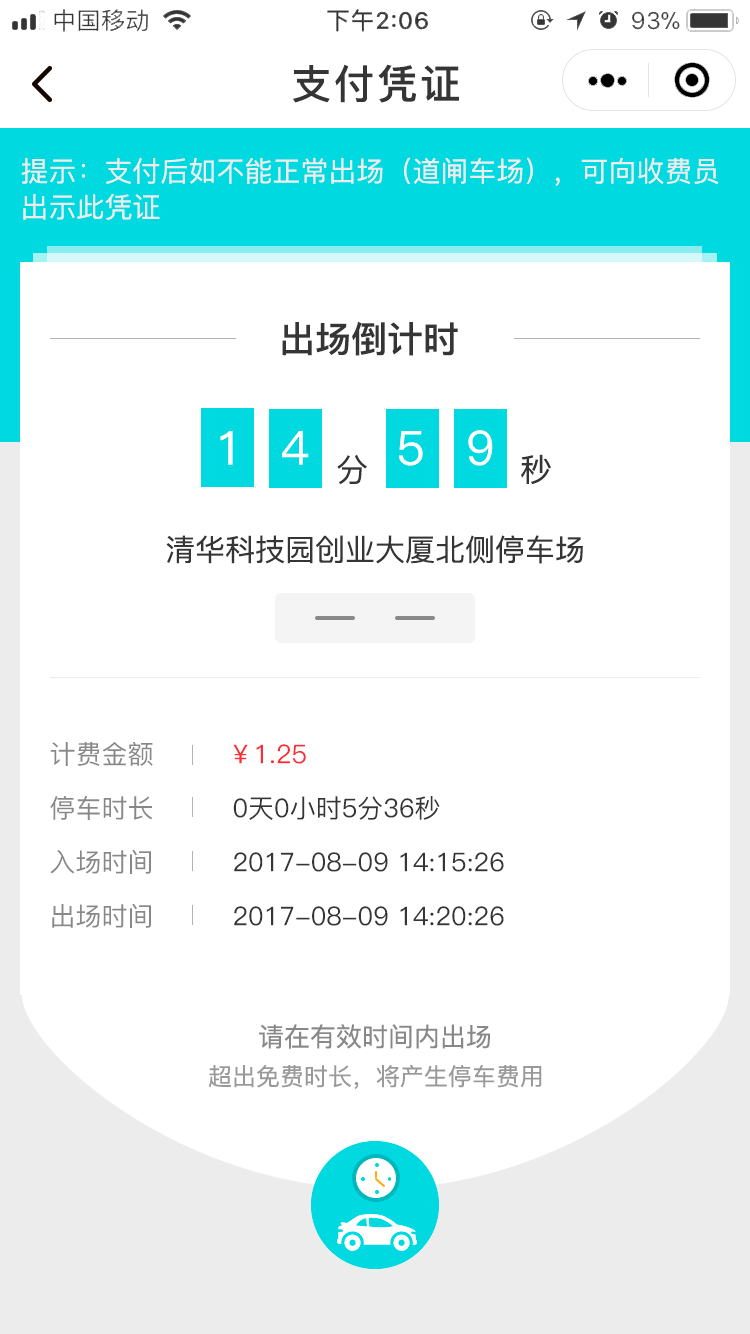 中国移动 下午2:06 93%
支付凭证
提示：支付后如不能正常出场（道闸车场），可向收费员
出示此凭证
出场倒计时
14分59秒
清华科技园创业大厦北侧停车场
计费金额 ¥ 1.25
停车时长 0天0小时5分36秒
入场时间 2017-08-09 14:15:26
出场时间 2017-08-09 14:20:26
请在有效时间内出场
超出免费时长，将产生停车费用